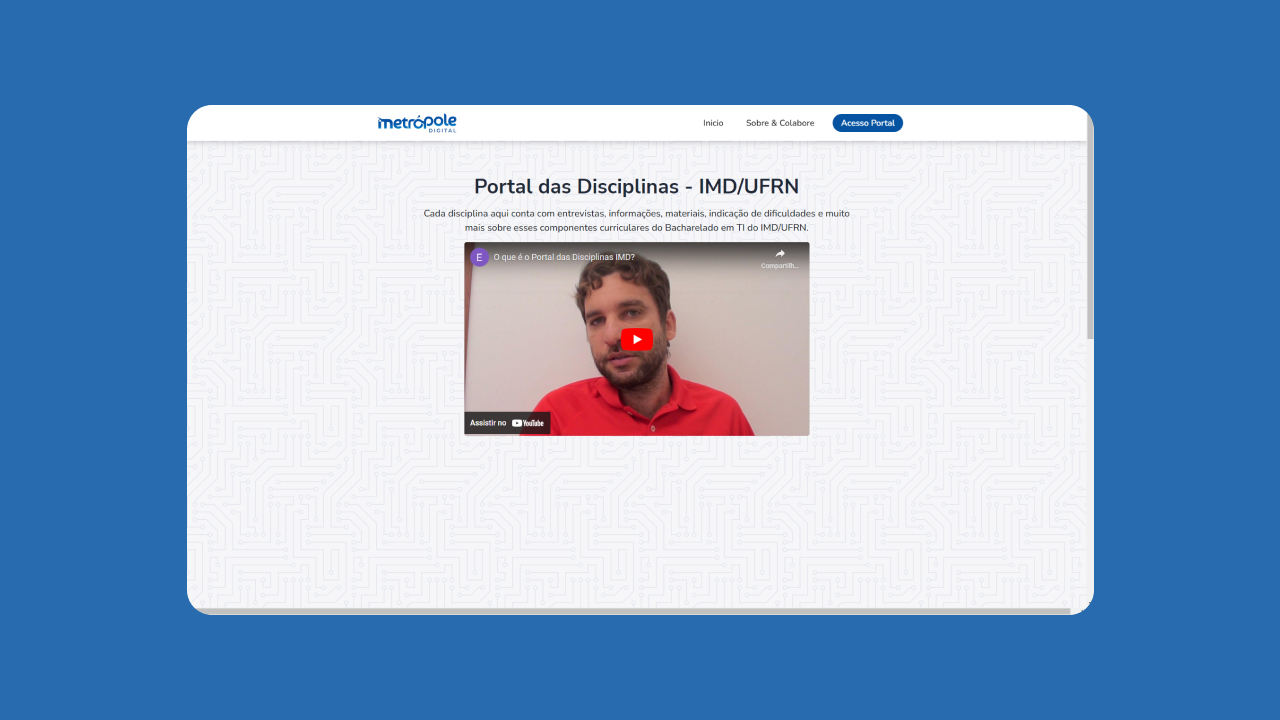 metrópole
DIGITAL
Inicio
Sobre & Colabore
Acesso Portal
Portal das Disciplinas - IMD/UFRN
Cada disciplina aqui conta com entrevistas, informações, materiais, indicação de dificuldades e muito
mais sobre esses componentes curriculares do Bacharelado em TI do IMD/UFRN.
E
O que é o Portal das Disciplinas IMD?
Compartilh...
Assistir no YouTube